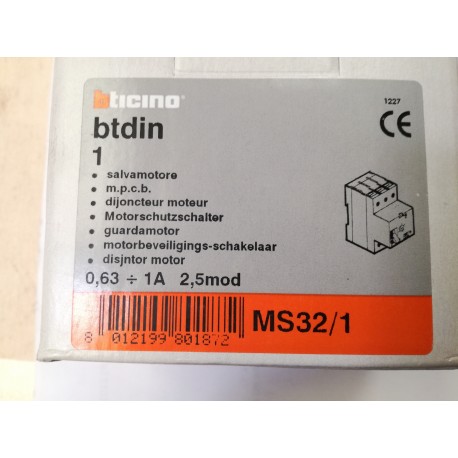 bticino
1227
btdin
CE
1
• salvamotore
• m.p.c.b.
• dijoncteur moteur
• Motorschutzschalter
• guardamotor
• motorbeveiligings-schakelaar
• disjntor motor
0,63 ÷ 1A 2,5mod
MS32/1
8 012199 801872